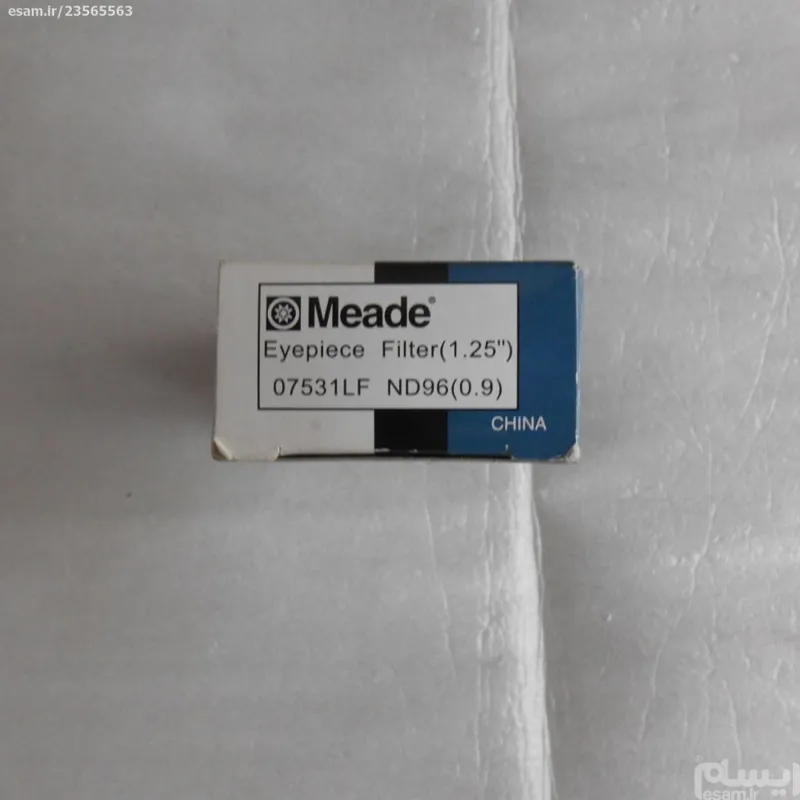 esam.ir/23565563
Meade®
Eyepiece Filter(1.25")
07531LF ND96(0.9)
CHINA
ایسام
esam.ir